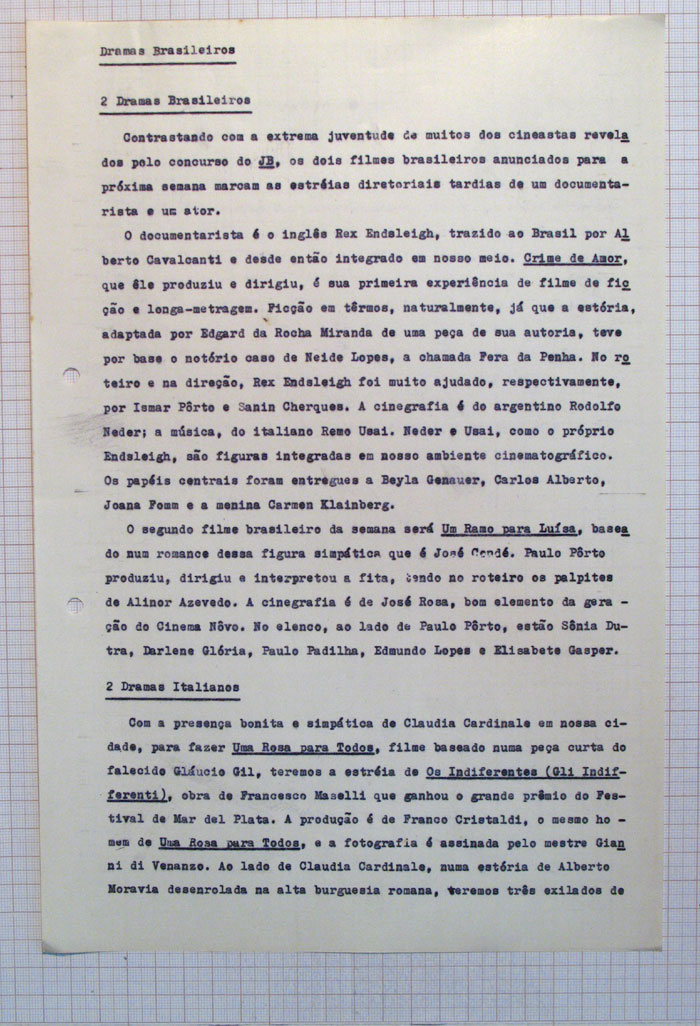 Dramas Brasileiros
2 Dramas Brasileiros
Contrastando com a extrema juventude de muitos dos cineastas revela
dos pelo concurso do JB, os dois filmes brasileiros anunciados para a
próxima semana marcam as estréias diretoriais tardias de um documenta-
rista e um ator.
O documentarista é o inglês Rex Endsleigh, trazido ao Brasil por Al
berto Cavalcanti e desde então integrado em nosso meio. Crime de Amor,
que êle produziu e dirigiu, é sua primeira experiência de filme de fic
ção e longa-metragem. Ficção em têrmos, naturalmente, já que a estória,
adaptada por Edgard da Rocha Miranda de uma peça de sua autoria, teve
por base o notório caso de Neide Lopes, a chamada Fera da Penha. No ro
teiro e na direção, Rex Endsleigh foi muito ajudado, respectivamente,
por Ismar Pôrto e Sanin Cherques. A cinegrafia é do argentino Rodolfo
Neder; a música, do italiano Remo Usai. Neder e Usai, como o próprio
Endsleigh, são figuras integradas em nosso ambiente cinematográfico.
Os papéis centrais foram entregues a Beyla Genauer, Carlos Alberto,
Joana Fomm e a menina Carmen Klainberg.
O segundo filme brasileiro da semana será Um Ramo para Luísa, basea
do num romance dessa figura simpática que é José Condé. Paulo Pôrto
produziu, dirigiu e interpretou a fita, tendo no roteiro os palpites
de Alinor Azevedo. A cinegrafia é de José Rosa, bom elemento da gera -
ção do Cinema Nôvo. No elenco, ao lado de Paulo Pôrto, estão Sônia Du-
tra, Darlene Glória, Paulo Padilha, Edmundo Lopes e Elisabete Gasper.
2 Dramas Italianos
Com a presença bonita e simpática de Claudia Cardinale em nossa ci-
dade, para fazer Uma Rosa para Todos, filme baseado numa peça curta do
falecido Gláucio Gil, teremos a estréia de Os Indiferentes (Gli Indif-
ferenti), obra de Francesco Maselli que ganhou o grande prêmio do Fes-
tival de Mar del Plata. A produção é de Franco Cristaldi, o mesmo ho -
mem de Uma Rosa para Todos, e a fotografia é assinada pelo mestre Gian
ni di Venanzo. Ao lado de Claudia Cardinale, numa estória de Alberto
Moravia desenrolada na alta burguesia romana, teremos três exilados de